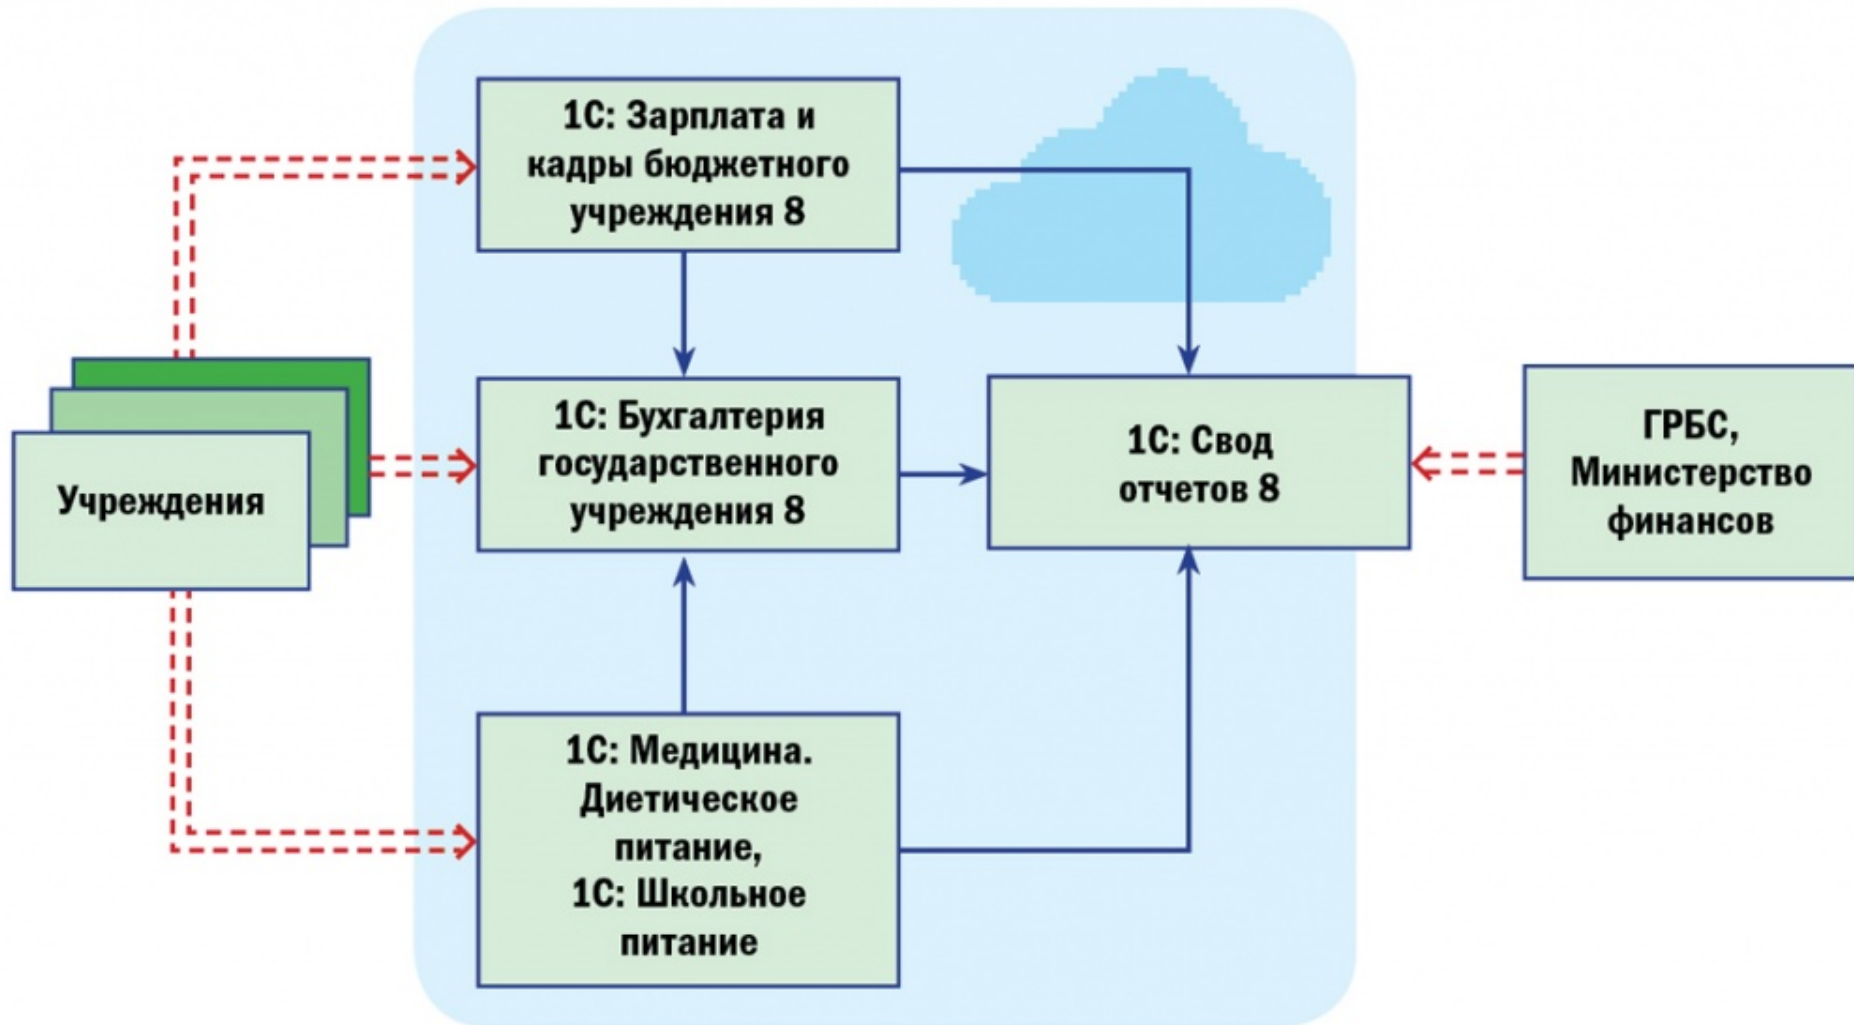 1С: Зарплата и
кадры бюджетного
учреждения 8
Учреждения
1С: Бухгалтерия
государственного
учреждения 8
1С: Свод
отчетов 8
ГРБС,
Министерство
финансов
1С: Медицина.
Диетическое
питание,
1С: Школьное
питание